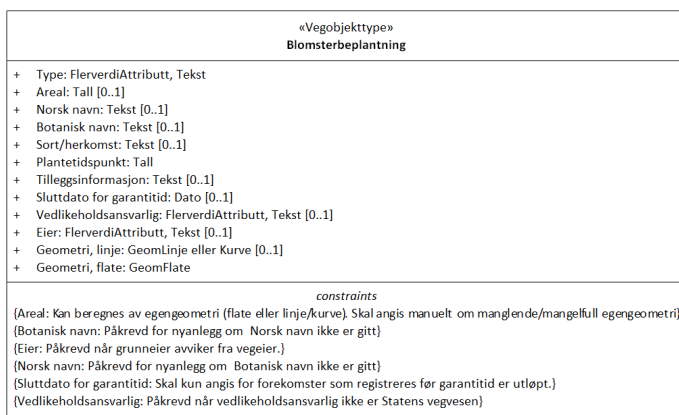 «Vegobjekttype»
Blomsterbeplantning
+ Type: FlerverdiAttributt, Tekst
+ Areal: Tall [0..1]
+ Norsk navn: Tekst [0..1]
+ Botanisk navn: Tekst [0..1]
+ Sort/herkomst: Tekst [0..1]
+ Plantetidspunkt: Tall
+ Tilleggsinformasjon: Tekst [0..1]
+ Sluttdato for garantitid: Dato [0..1]
+ Vedlikeholdsansvarlig: FlerverdiAttributt, Tekst [0..1]
+ Eier: FlerverdiAttributt, Tekst [0..1]
+ Geometri, linje: GeomLinje eller Kurve [0..1]
+ Geometri, flate: GeomFlate
constraints
{Areal: Kan beregnes av egengeometri (flate eller linje/kurve). Skal angis manuelt om manglende/mangelfull egengeometri}
{Botanisk navn: Påkrevd for nyanlegg om Norsk navn ikke er gitt}
{Eier: Påkrevd når grunneier avviker fra vegeier.}
{Norsk navn: Påkrevd for nyanlegg om Botanisk navn ikke er gitt}
{Sluttdato for garantitid: Skal kun angis for forekomster som registreres før garantitid er utløpt.}
{Vedlikeholdsansvarlig: Påkrevd når vedlikeholdsansvarlig ikke er Statens vegvesen}